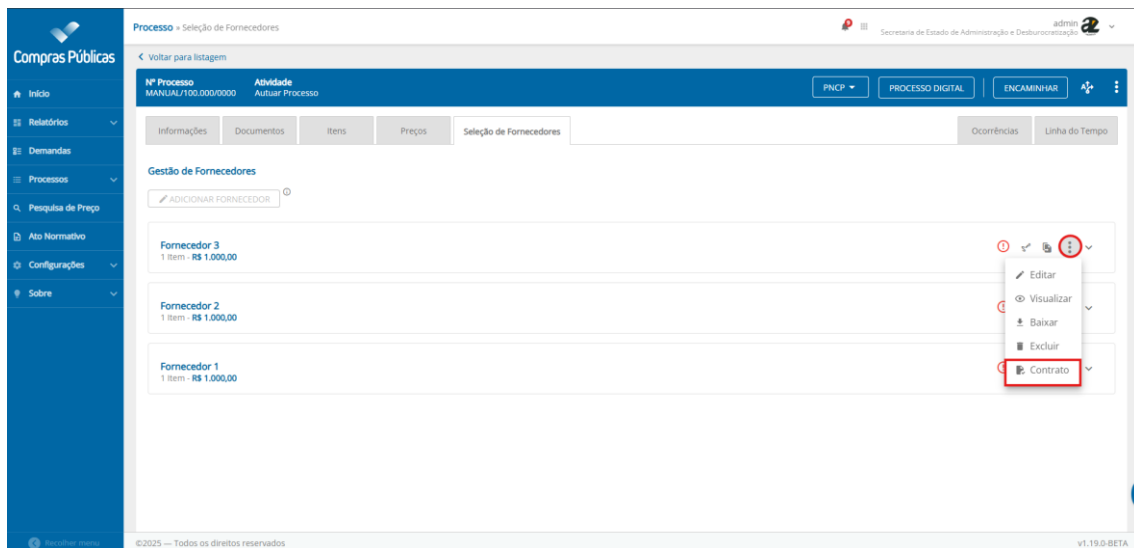 Compras Públicas
Início
Relatórios
Demandas
Processos
Pesquisa de Preço
Ato Normativo
Configurações
Sobre
Recolher menu
Processo » Seleção de Fornecedores
admin
Secretaria de Estado de Administração e Desburocratização
Voltar para listagem
Nº Processo
MANUAL/100.000/0000
Atividade
Autuar Processo
PNCP
PROCESSO DIGITAL
ENCAMINHAR
Informações
Documentos
Itens
Preços
Seleção de Fornecedores
Ocorrências
Linha do Tempo
Gestão de Fornecedores
ADICIONAR FORNECEDOR
Fornecedor 3
1 Item - R$ 1.000,00
Editar
Visualizar
Baixar
Excluir
Contrato
Fornecedor 2
1 Item - R$ 1.000,00
Fornecedor 1
1 Item - R$ 1.000,00
©2025 — Todos os direitos reservados
v1.19.0-BETA